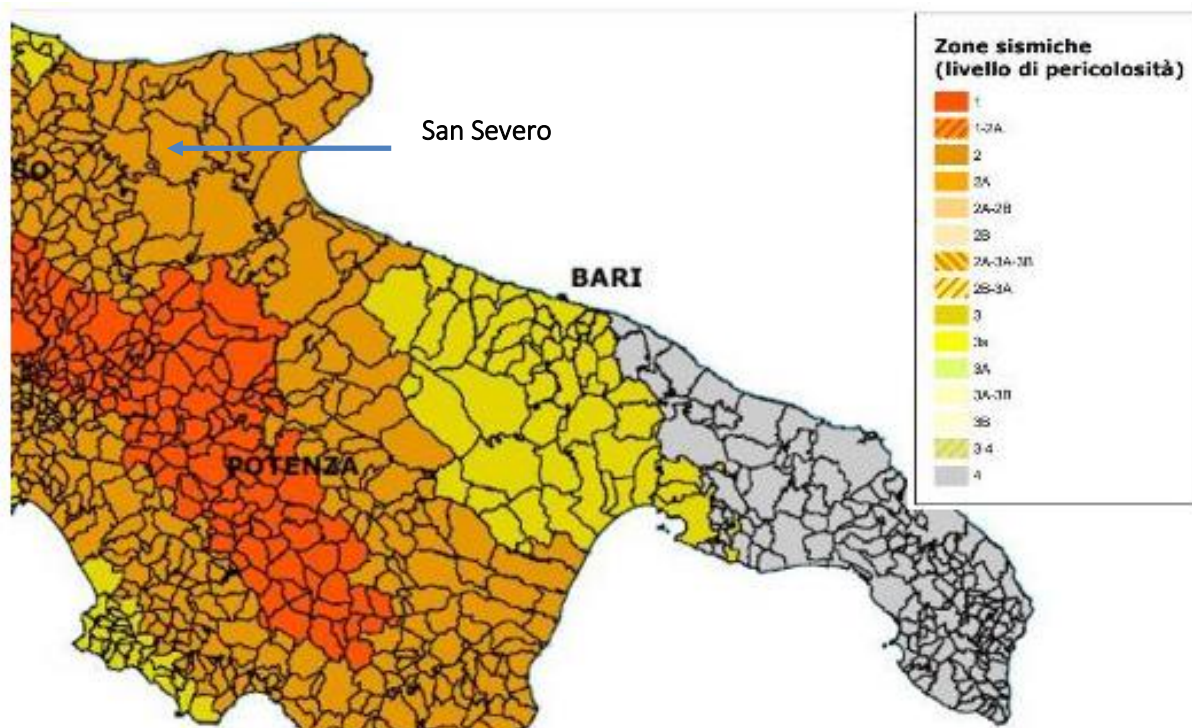 San Severo
SO
BARI
POTENZA
Zone sismiche
(livello di pericolosità)
1
1-2A
2
2A
2A-2B
2B
2A-3A-3B
2B-3A
3
3s
3A
3A-3B
3B
3-4
4